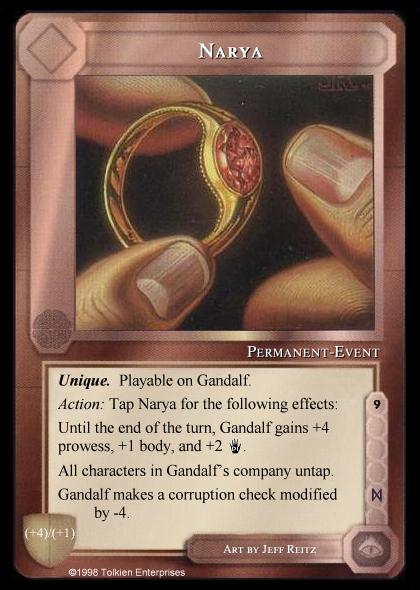 NARYA
PERMANENT-EVENT
Unique. Playable on Gandalf.
Action: Tap Narya for the following effects:
Until the end of the turn, Gandalf gains +4
prowess, +1 body, and +2 .
All characters in Gandalf's company untap.
Gandalf makes a corruption check modified
by -4.
9
(+4)/(+1)
ART BY JEFF REITZ
©1998 Tolkien Enterprises